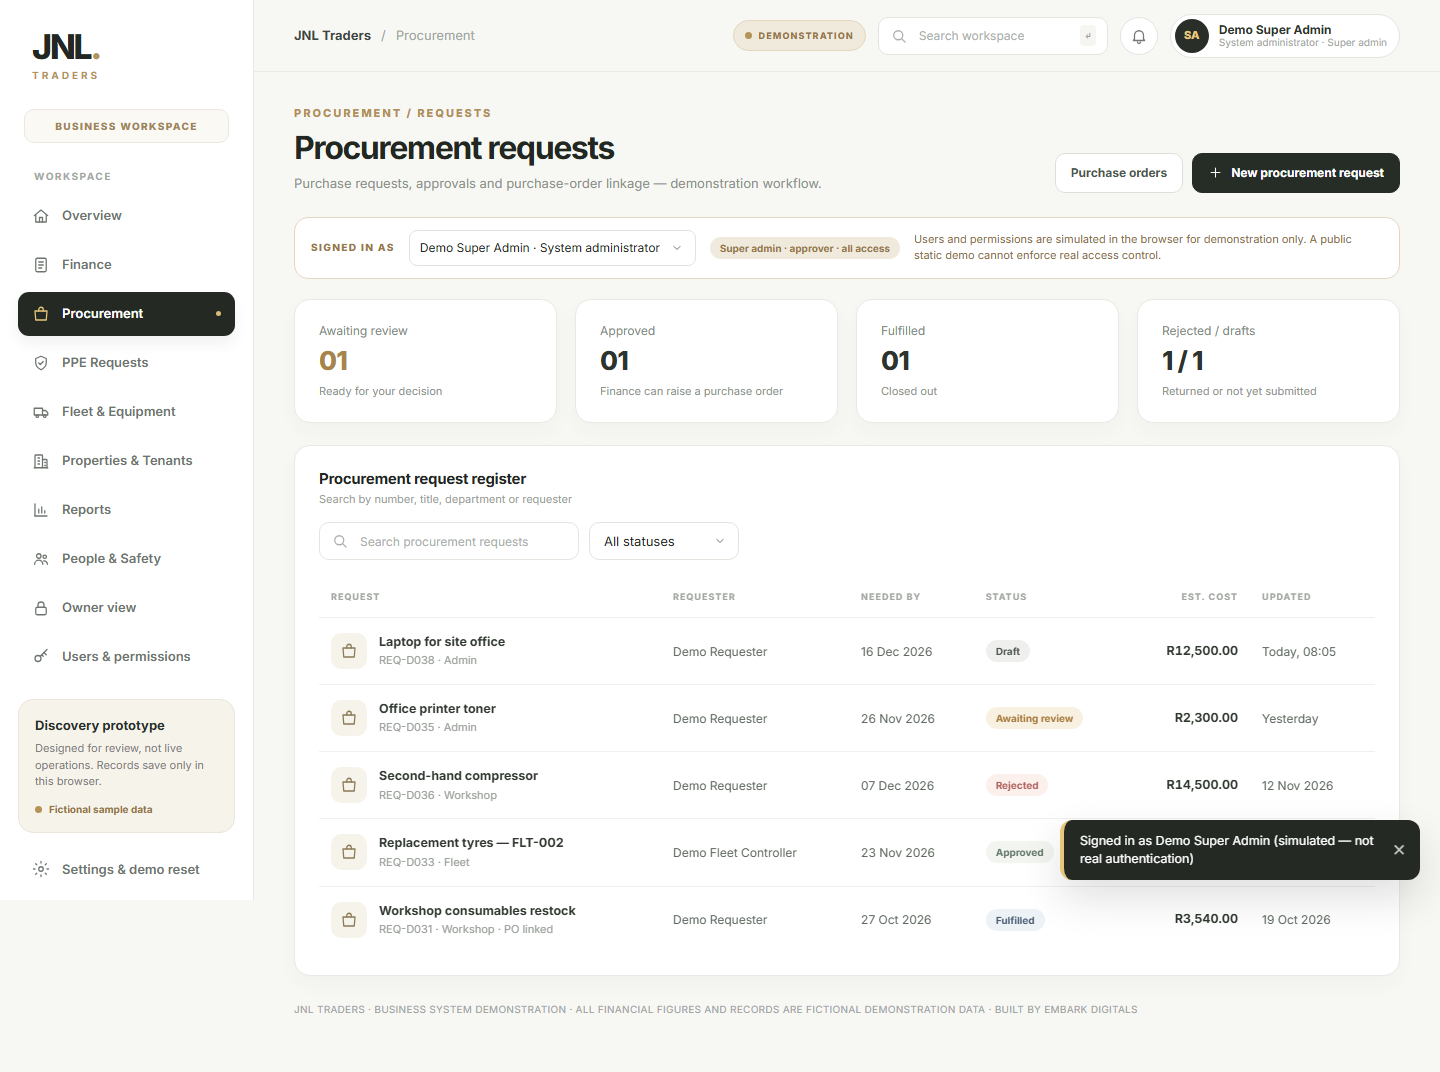 JNL.
TRADERS
BUSINESS WORKSPACE
WORKSPACE
Overview
Finance
Procurement
PPE Requests
Fleet & Equipment
Properties & Tenants
Reports
People & Safety
Owner view
Users & permissions
Discovery prototype
Designed for review, not live
operations. Records save only in
this browser.
Fictional sample data
Settings & demo reset
JNL Traders / Procurement
DEMONSTRATION
Search workspace
SA
Demo Super Admin
System administrator · Super admin
PROCUREMENT / REQUESTS
Procurement requests
Purchase requests, approvals and purchase-order linkage — demonstration workflow.
Purchase orders
New procurement request
SIGNED IN AS
Demo Super Admin · System administrator
Super admin · approver · all access
Users and permissions are simulated in the browser for demonstration only. A public
static demo cannot enforce real access control.
Awaiting review
01
Ready for your decision
Approved
01
Finance can raise a purchase order
Fulfilled
01
Closed out
Rejected / drafts
1 / 1
Returned or not yet submitted
Procurement request register
Search by number, title, department or requester
Search procurement requests
All statuses
REQUEST REQUESTER NEEDED BY STATUS EST. COST UPDATED
Laptop for site office
REQ-D038 · Admin
Demo Requester 16 Dec 2026 Draft R12,500.00 Today, 08:05
Office printer toner
REQ-D035 · Admin
Demo Requester 26 Nov 2026 Awaiting review R2,300.00 Yesterday
Second-hand compressor
REQ-D036 · Workshop
Demo Requester 07 Dec 2026 Rejected R14,500.00 12 Nov 2026
Replacement tyres — FLT-002
REQ-D033 · Fleet
Demo Fleet Controller 23 Nov 2026 Approved
Signed in as Demo Super Admin (simulated — not
real authentication)
Workshop consumables restock
REQ-D031 · Workshop · PO linked
Demo Requester 27 Oct 2026 Fulfilled R3,540.00 19 Oct 2026
JNL TRADERS · BUSINESS SYSTEM DEMONSTRATION · ALL FINANCIAL FIGURES AND RECORDS ARE FICTIONAL DEMONSTRATION DATA · BUILT BY EMBARK DIGITALS